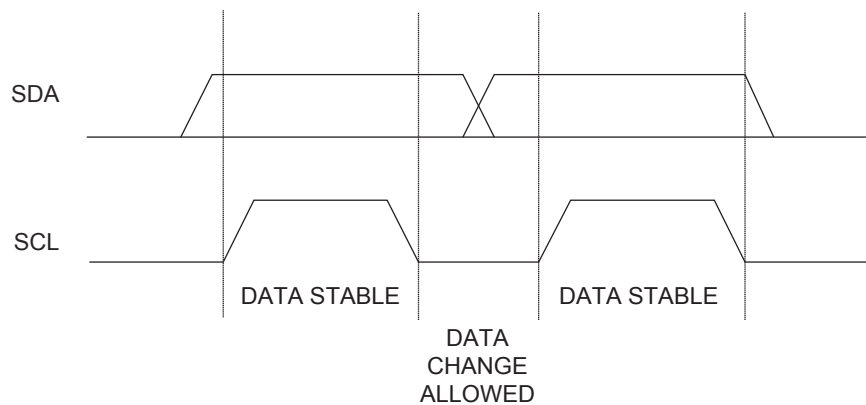 SDA
SCL
DATA STABLE
DATA STABLE
DATA
CHANGE
ALLOWED